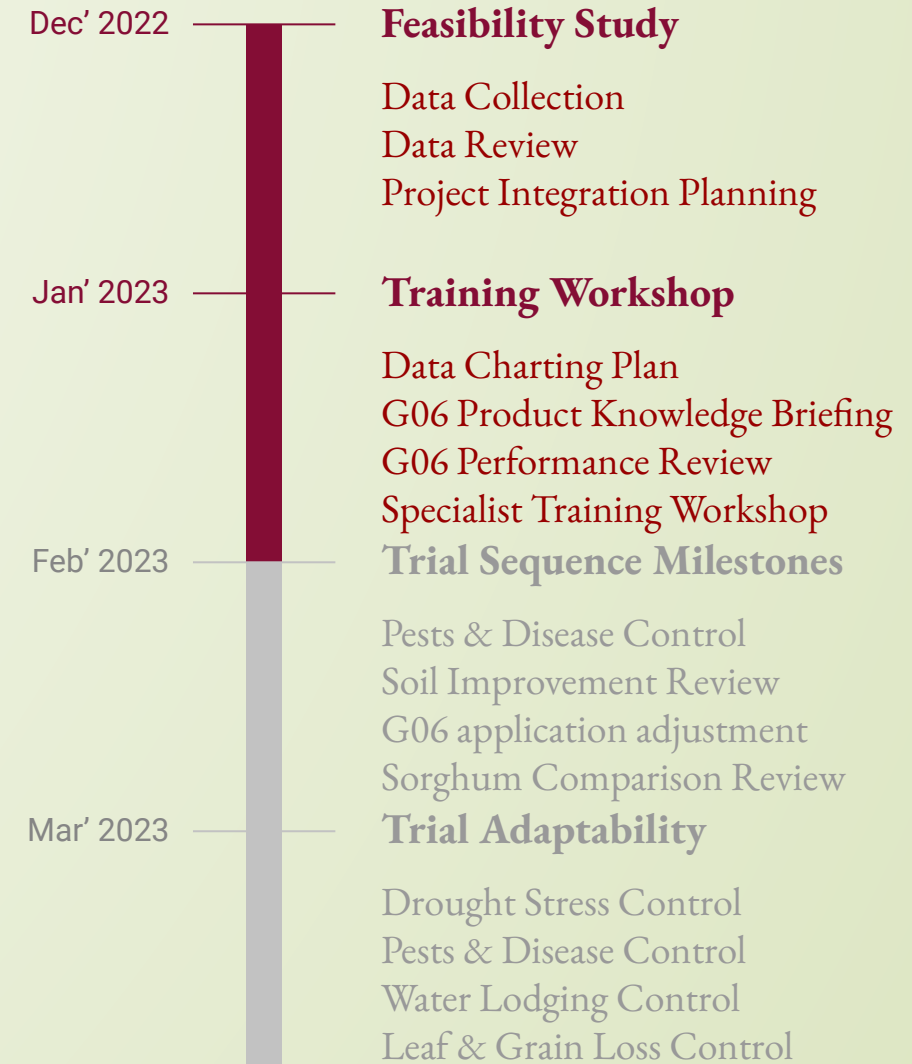 Dec’ 2022
Feasibility Study
Data Collection
Data Review
Project Integration Planning
Jan’ 2023
Training Workshop
Data Charting Plan
G06 Product Knowledge Briefing
G06 Performance Review
Specialist Training Workshop
Feb’ 2023
Trial Sequence Milestones
Pests & Disease Control
Soil Improvement Review
G06 application adjustment
Sorghum Comparison Review
Mar’ 2023
Trial Adaptability
Drought Stress Control
Pests & Disease Control
Water Lodging Control
Leaf & Grain Loss Control